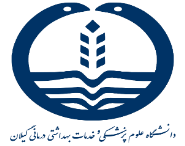 دانشگاه علوم پزشکی و خدمات بهداشتی درمانی گیلان